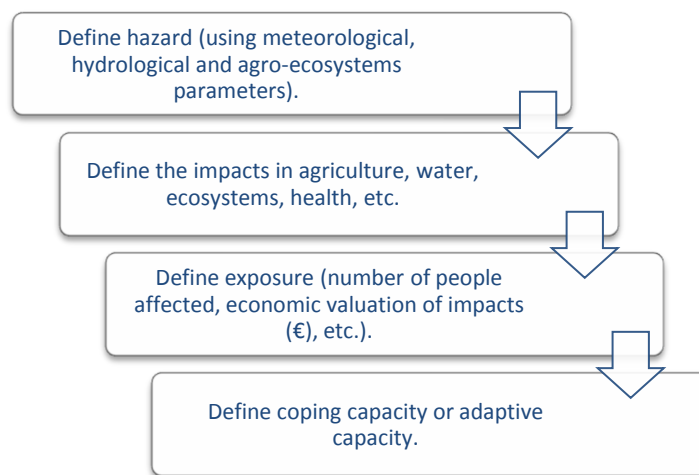 Define hazard (using meteorological,
hydrological and agro-ecosystems
parameters).
Define the impacts in agriculture, water,
ecosystems, health, etc.
Define exposure (number of people
affected, economic valuation of impacts
(€), etc.).
Define coping capacity or adaptive
capacity.